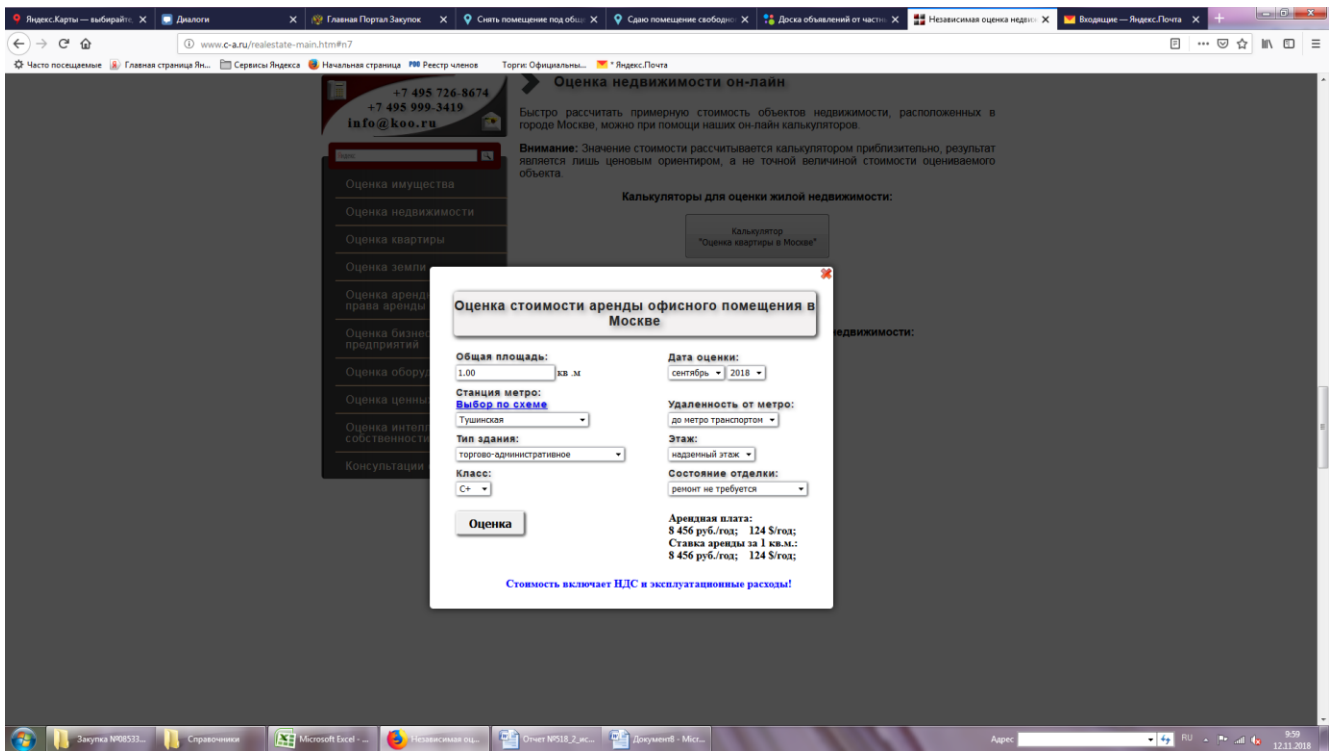 Яндекс.Карты — выбирайте,
Диалоги
Главная Портал Закупок
Снять помещение под общ
Сдаю помещение свободно
Доска объявлений от частн
Независимая оценка недви
Входящие — Яндекс.Почта
www.c-a.ru/realestate-main.htm#n7
Часто посещаемые
Главная страница Ян...
Сервисы Яндекса
Начальная страница
Реестр членов
Торги: Официальны...
* Яндекс.Почта
+7 495 726-8674
+7 495 999-3419
info@koo.ru
Оценка имущества
Оценка недвижимости
Оценка квартиры
Оценка земли
Оценка аренд
права аренды
Оценка бизнес
предприятий
Оценка обору
Оценка ценны
Оценка интелл
собственности
Консультации
Оценка недвижимости он-лайн
Быстро рассчитать примерную стоимость объектов недвижимости, расположенных в
городе Москве, можно при помощи наших он-лайн калькуляторов.
Внимание: Значение стоимости рассчитывается калькулятором приблизительно, результат
является лишь ценовым ориентиром, а не точной величиной стоимости оцениваемого
объекта.
Калькуляторы для оценки жилой недвижимости:
Калькулятор
"Оценка квартиры в Москве"
едвижимости:
Оценка стоимости аренды офисного помещения в
Москве
Общая площадь:
1.00 кв .м
Дата оценки:
сентябрь 2018
Станция метро:
Выбор по схеме
Тушинская
Удаленность от метро:
до метро транспортом
Тип здания:
торгово-административное
Этаж:
надземный этаж
Класс:
C+
Состояние отделки:
ремонт не требуется
Оценка
Арендная плата:
8 456 руб./год; 124 $/год;
Ставка аренды за 1 кв.м.:
8 456 руб./год; 124 $/год;
Стоимость включает НДС и эксплуатационные расходы!
Закупка №08533...
Справочники
Microsoft Excel - ...
Независимая оц...
Отчет №518_2_ис...
Документ8 - Micr...
Адрес
RU
9:59
12.11.2018